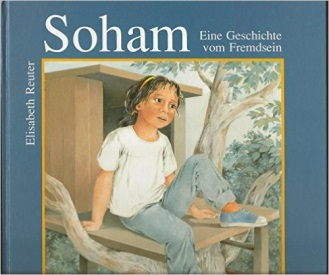 Soham
Eine Geschichte
vom Fremdsein
Elisabeth Reuter